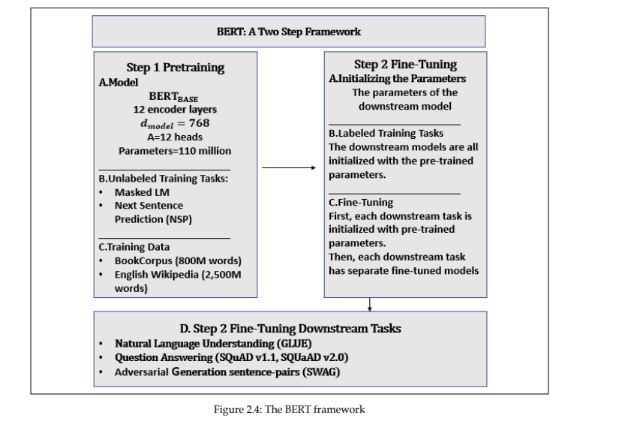 BERT: A Two Step Framework
Step 1 Pretraining
A.Model
BERT_BASE
12 encoder layers
d_model = 768
A=12 heads
Parameters=110 million
B.Unlabeled Training Tasks:
• Masked LM
• Next Sentence
Prediction (NSP)
C.Training Data
• BookCorpus (800M words)
• English Wikipedia (2,500M
words)
Step 2 Fine-Tuning
A.Initializing the Parameters
The parameters of the
downstream model
B.Labeled Training Tasks
The downstream models are all
initialized with the pre-trained
parameters.
C.Fine-Tuning
First, each downstream task is
initialized with pre-trained
parameters.
Then, each downstream task
has separate fine-tuned models
D. Step 2 Fine-Tuning Downstream Tasks
• Natural Language Understanding (GLUE)
• Question Answering (SQuAD v1.1, SQUaAD v2.0)
• Adversarial Generation sentence-pairs (SWAG)
Figure 2.4: The BERT framework